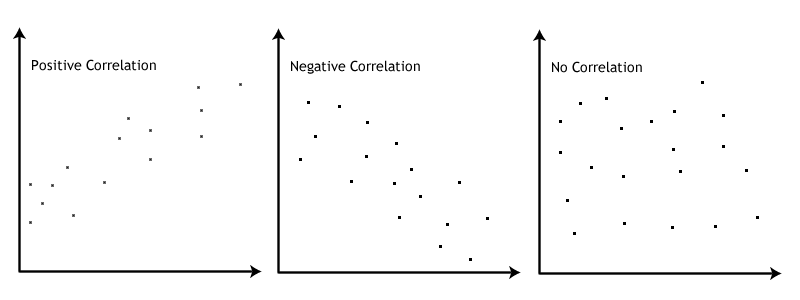 Positive Correlation
Negative Correlation
No Correlation